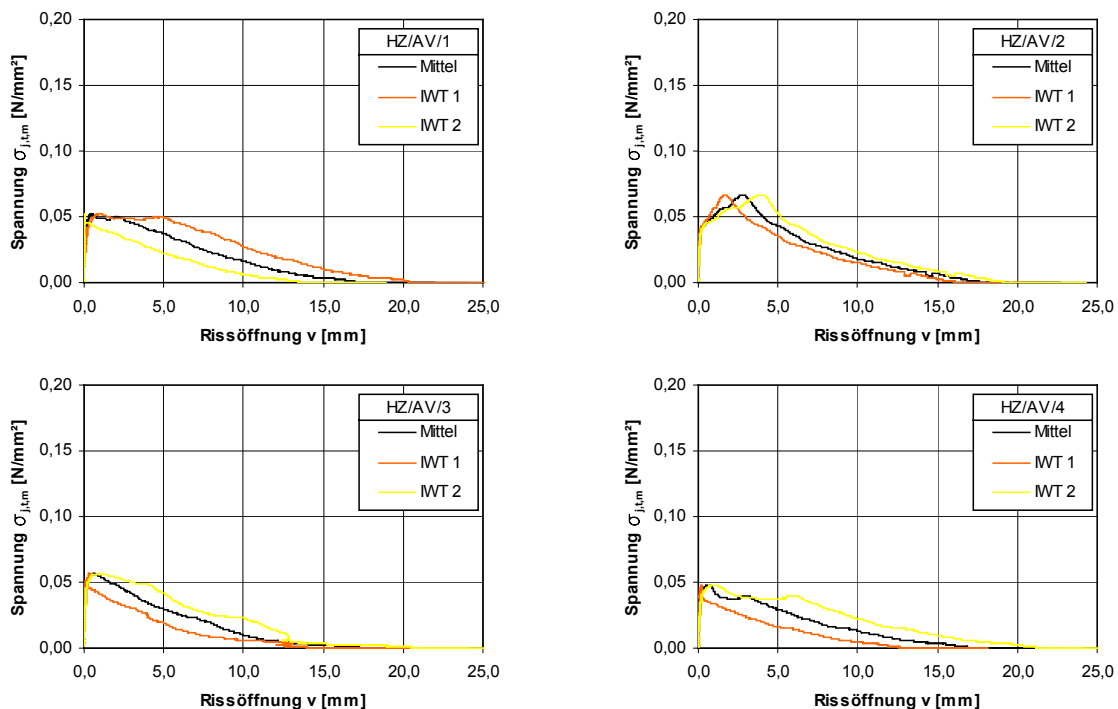 HZ/AV/1
Mittel
IWT 1
IWT 2
Spannung σj,t,m [N/mm²]
0,20
0,15
0,10
0,05
0,00
0,0 5,0 10,0 15,0 20,0 25,0
Rissöffnung v [mm]
HZ/AV/2
Mittel
IWT 1
IWT 2
Spannung σj,t,m [N/mm²]
0,20
0,15
0,10
0,05
0,00
0,0 5,0 10,0 15,0 20,0 25,0
Rissöffnung v [mm]
HZ/AV/3
Mittel
IWT 1
IWT 2
Spannung σj,t,m [N/mm²]
0,20
0,15
0,10
0,05
0,00
0,0 5,0 10,0 15,0 20,0 25,0
Rissöffnung v [mm]
HZ/AV/4
Mittel
IWT 1
IWT 2
Spannung σj,t,m [N/mm²]
0,20
0,15
0,10
0,05
0,00
0,0 5,0 10,0 15,0 20,0 25,0
Rissöffnung v [mm]